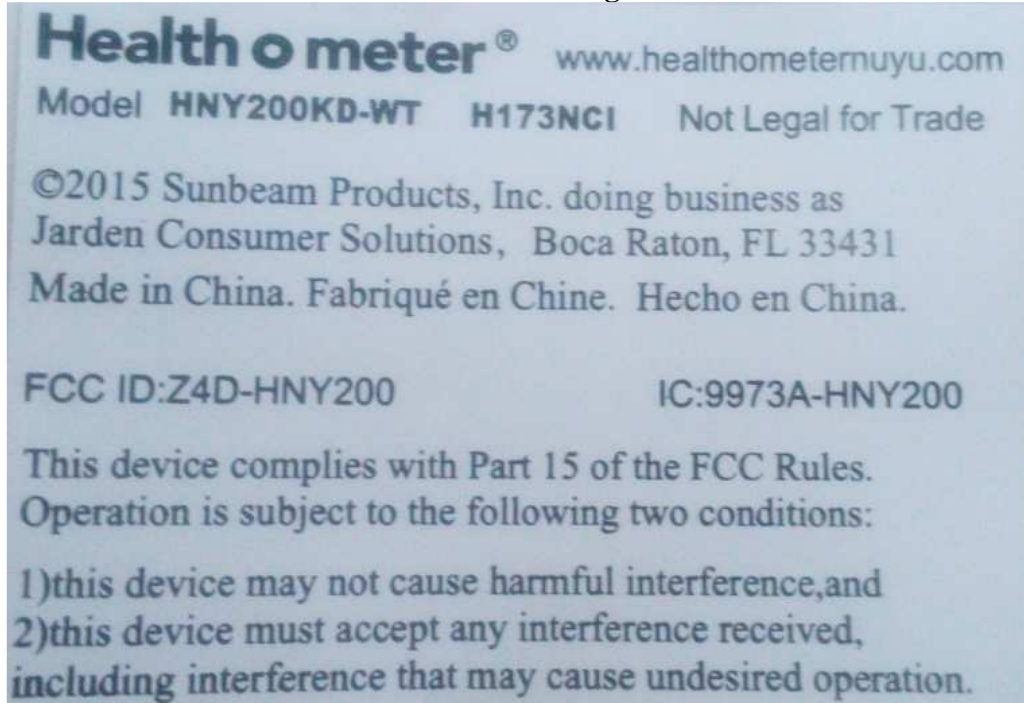 Health o meter® www.healthometernuyu.com
Model HNY200KD-WT H173NCI Not Legal for Trade
©2015 Sunbeam Products, Inc. doing business as
Jarden Consumer Solutions, Boca Raton, FL 33431
Made in China. Fabriqué en Chine. Hecho en China.
FCC ID:Z4D-HNY200 IC:9973A-HNY200
This device complies with Part 15 of the FCC Rules.
Operation is subject to the following two conditions:
1)this device may not cause harmful interference,and
2)this device must accept any interference received,
including interference that may cause undesired operation.